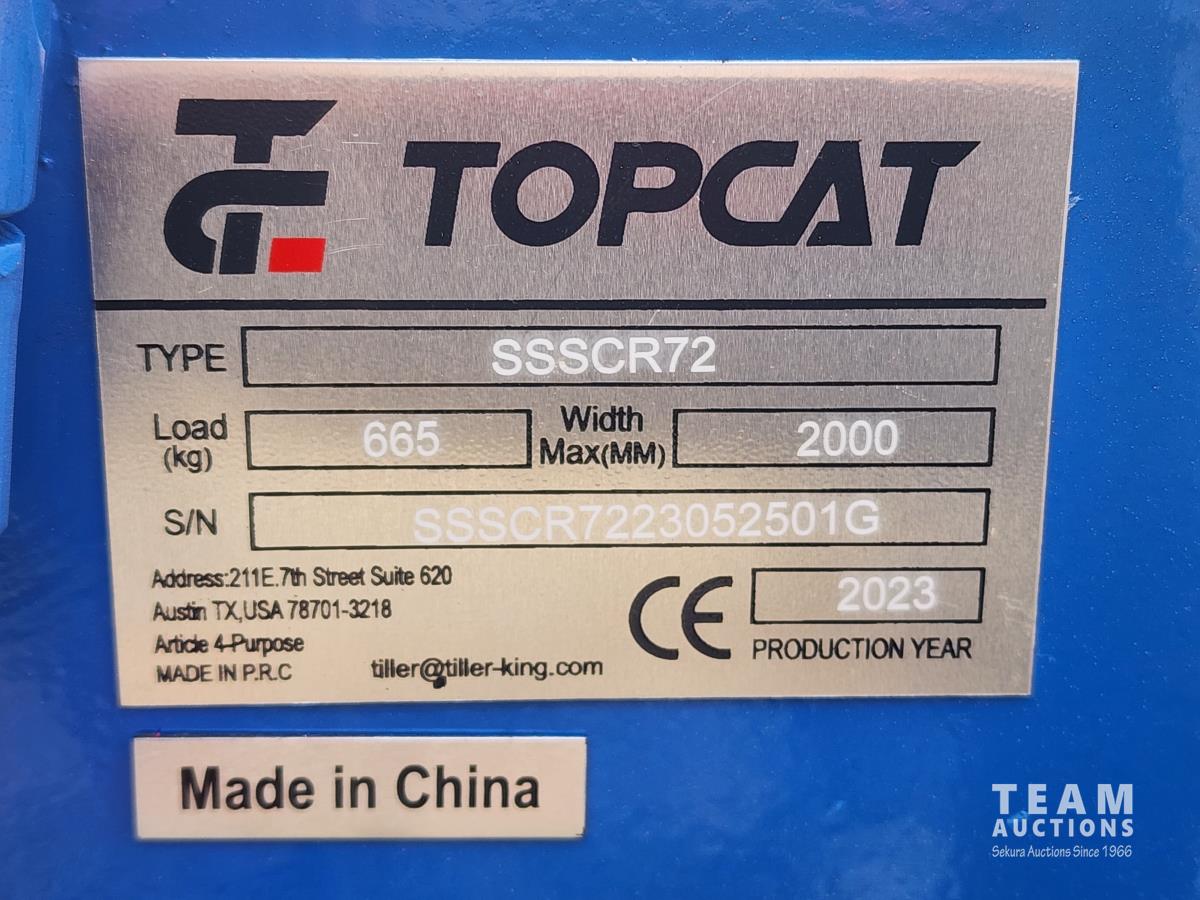 TOPCAT
TYPE SSSCR72
Load (kg) 665 Width Max(MM) 2000
S/N SSSCR7223052501G
Address:211E.7th Street Suite 620
Austin TX,USA 78701-3218
Article 4-Purpose
MADE IN P.R.C tiller@tiller-king.com
CE 2023
PRODUCTION YEAR
Made in China
TEAM
AUCTIONS
Sekura Auctions Since 1966